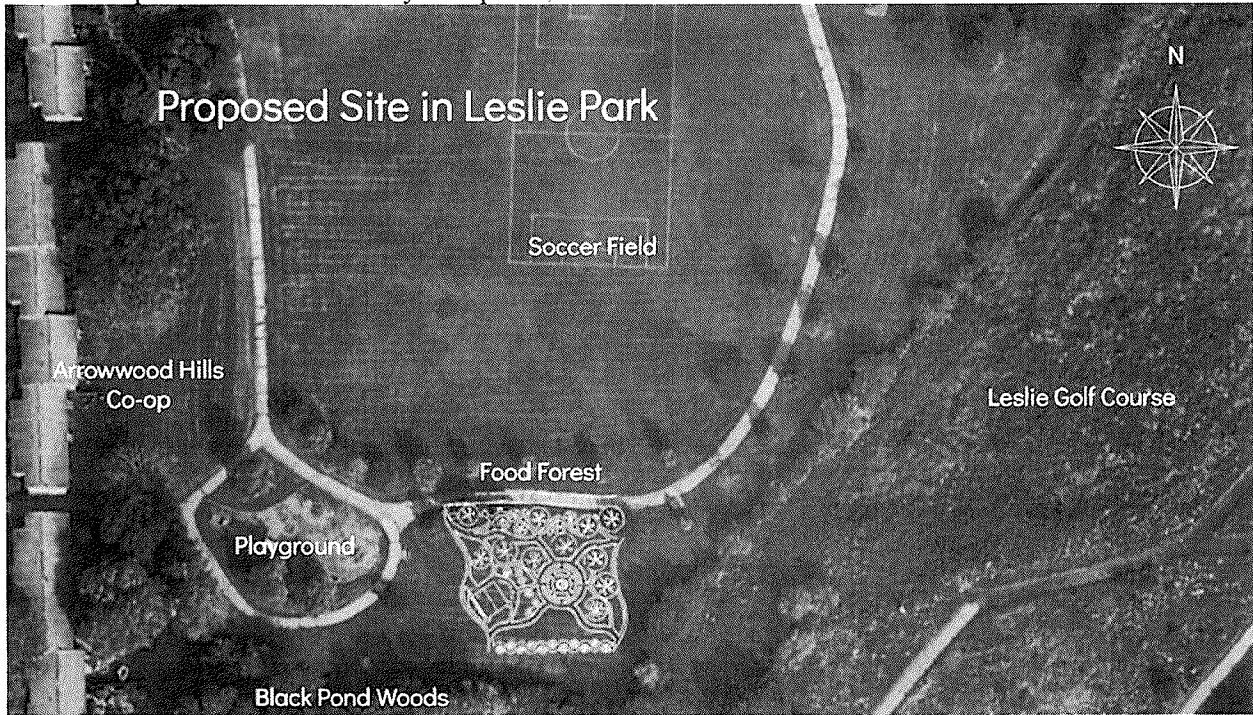 N
Proposed Site in Leslie Park
Soccer Field
Arrowwood Hills
Co-op
Leslie Golf Course
Food Forest
Playground
Black Pond Woods